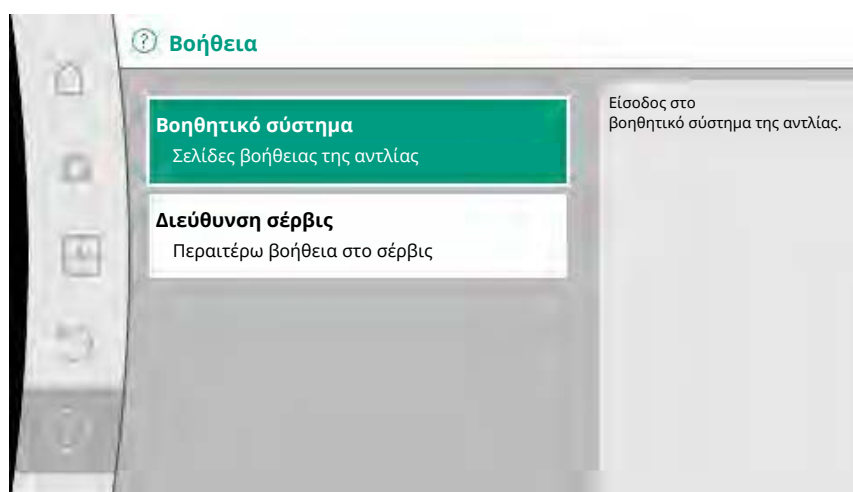 Βοήθεια
Βοηθητικό σύστημα
Σελίδες βοήθειας της αντλίας
Διεύθυνση σέρβις
Περαιτέρω βοήθεια στο σέρβις
Είσοδος στο
βοηθητικό σύστημα της αντλίας.